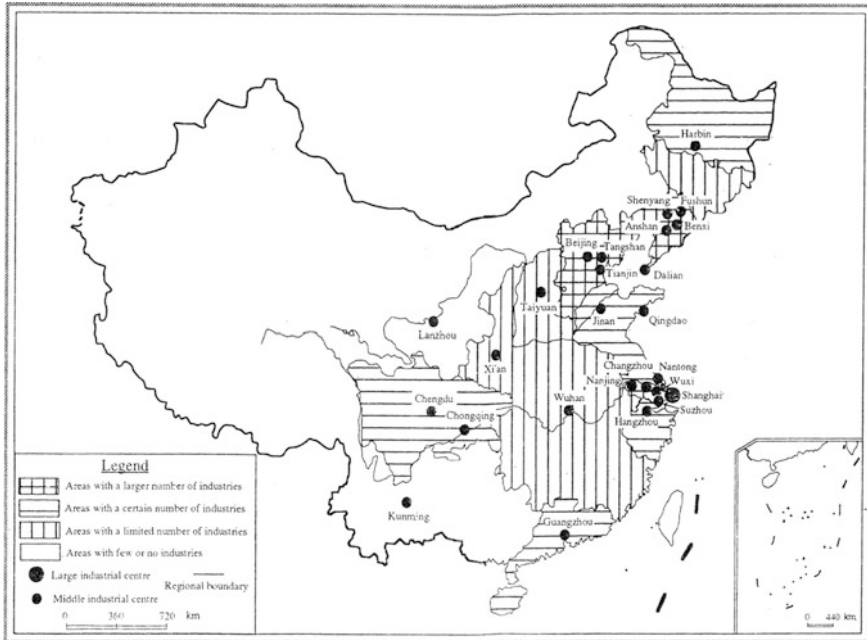 Harbin
Shenyang
Fushun
Anshan
Benxi
Beijing
Tangshan
Tianjin
Dalian
Taiyuan
Jinan
Qingdao
Lanzhou
Xi'an
Changzhou
Nantong
Nanjing
Wuxi
Shanghai
Suzhou
Hangzhou
Chengdu
Chongqing
Wuhan
Kunming
Guangzhou
Legend
Areas with a larger number of industries
Areas with a certain number of industries
Areas with a limited number of industries
Areas with few or no industries
Large industrial centre
Regional boundary
Middle industrial centre
0 360 720 km
0 440 km